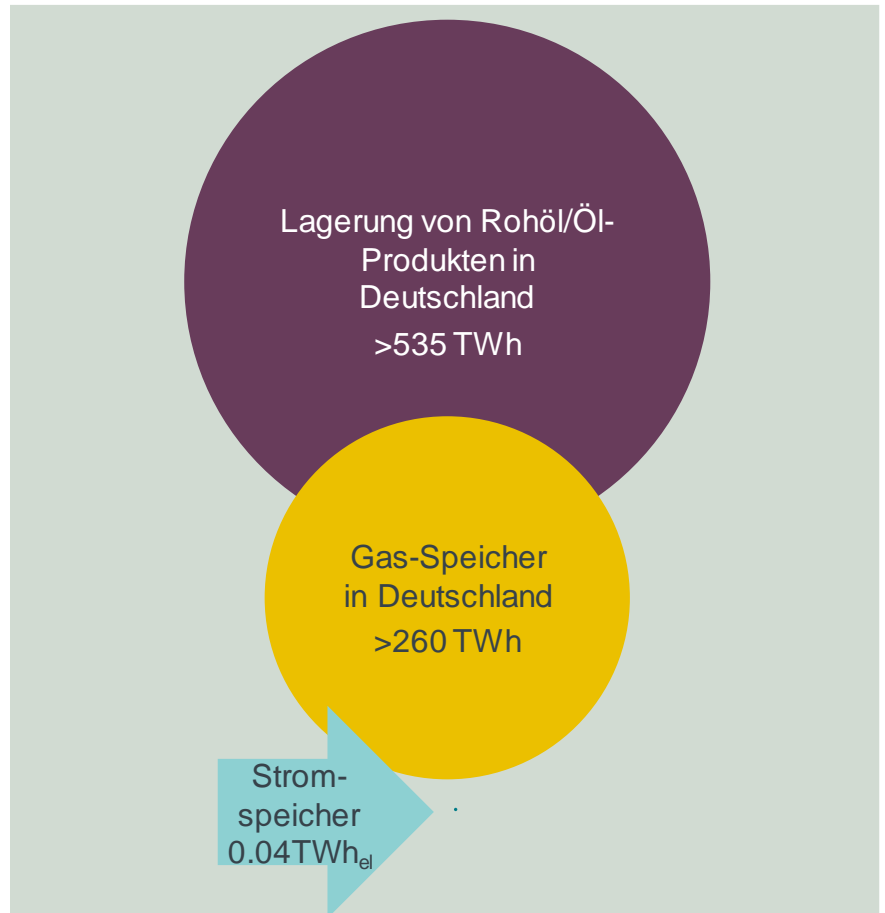 Lagerung von Rohöl/Öl-
Produkten in
Deutschland
>535 TWh
Gas-Speicher
in Deutschland
>260 TWh
Strom-
speicher
0.04TWhel